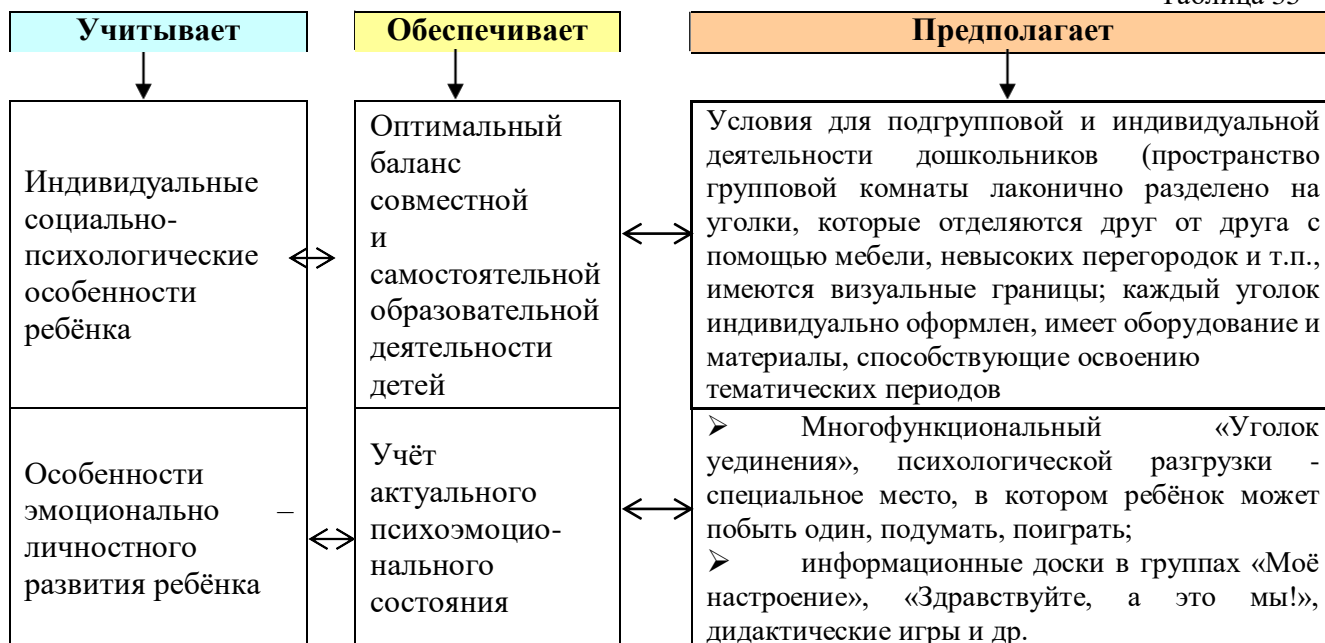 Учитывает
Обеспечивает
Предполагает
Индивидуальные
социально-
психологические
особенности
ребёнка
Оптимальный
баланс
совместной
и
самостоятельной
образовательной
деятельности
детей
Условия для подгрупповой и индивидуальной
деятельности дошкольников (пространство
групповой комнаты лаконично разделено на
уголки, которые отделяются друг от друга с
помощью мебели, невысоких перегородок и т.п.,
имеются визуальные границы; каждый уголок
индивидуально оформлен, имеет оборудование и
материалы, способствующие освоению
тематических периодов
Особенности
эмоционально –
личностного
развития ребёнка
Учёт
актуального
психоэмоцио-
нального
состояния
➢ Многофункциональный «Уголок
уединения», психологической разгрузки -
специальное место, в котором ребёнок может
побыть один, подумать, поиграть;
➢ информационные доски в группах «Моё
настроение», «Здравствуйте, а это мы!»,
дидактические игры и др.